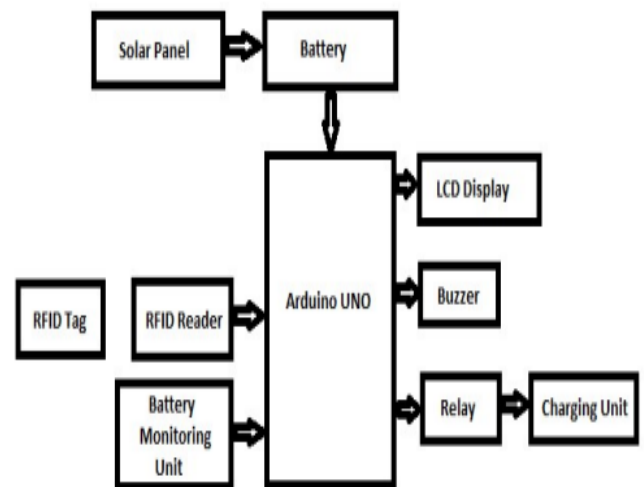 Solar Panel
Battery
LCD Display
Arduino UNO
Buzzer
RFID Tag
RFID Reader
Battery
Monitoring
Unit
Relay
Charging Unit